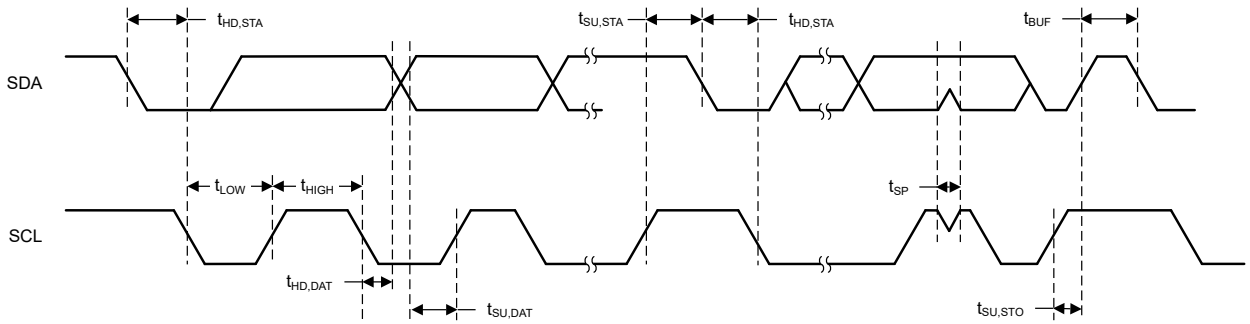 tHD,STA
tSU,STA
tHD,STA
tBUF
SDA
tLOW
tHIGH
tSP
SCL
tHD,DAT
tSU,DAT
tSU,STO